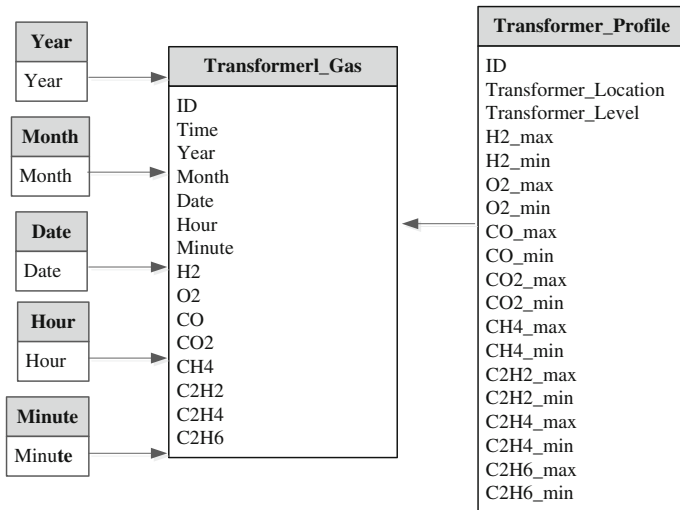 Year
Year
Month
Month
Date
Date
Hour
Hour
Minute
Minute
Transformerl_Gas
ID
Time
Year
Month
Date
Hour
Minute
H2
O2
CO
CO2
CH4
C2H2
C2H4
C2H6
Transformer_Profile
ID
Transformer_Location
Transformer_Level
H2_max
H2_min
O2_max
O2_min
CO_max
CO_min
CO2_max
CO2_min
CH4_max
CH4_min
C2H2_max
C2H2_min
C2H4_max
C2H4_min
C2H6_max
C2H6_min